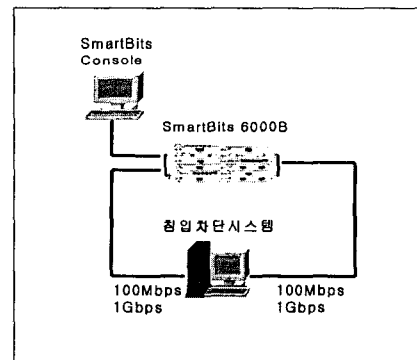 SmartBits
Console
SmartBits 6000B
침입차단시스템
100Mbps
1Gbps
100Mbps
1Gbps